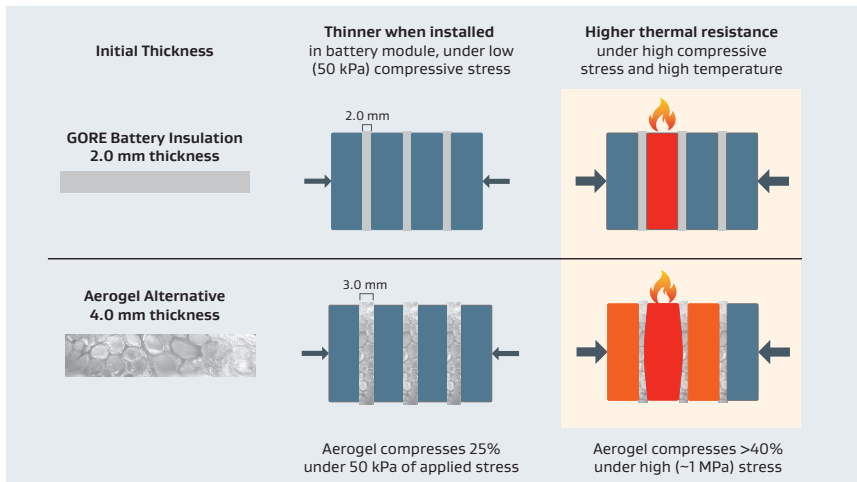 Initial Thickness
Thinner when installed
in battery module, under low
(50 kPa) compressive stress
Higher thermal resistance
under high compressive
stress and high temperature
GORE Battery Insulation
2.0 mm thickness
2.0 mm
Aerogel Alternative
4.0 mm thickness
3.0 mm
Aerogel compresses 25%
under 50 kPa of applied stress
Aerogel compresses >40%
under high (~1 MPa) stress